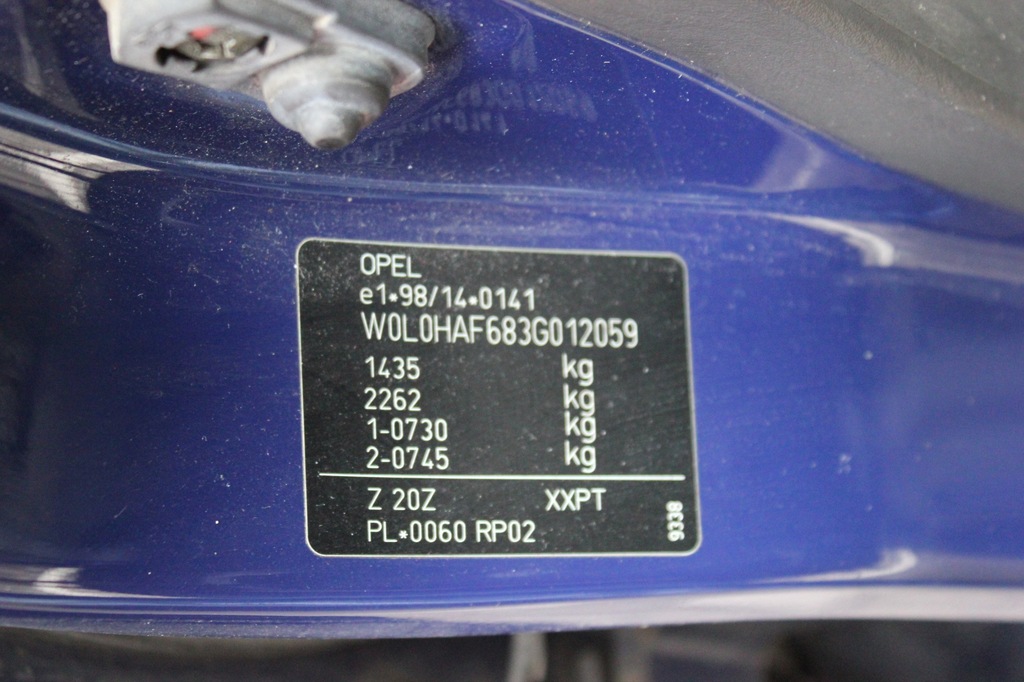 OPEL
e1*98/14*0141
W0L0HAF683G012059
1435 kg
2262 kg
1-0730 kg
2-0745 kg
Z 20Z XXPT
PL*0060 RP02
9338